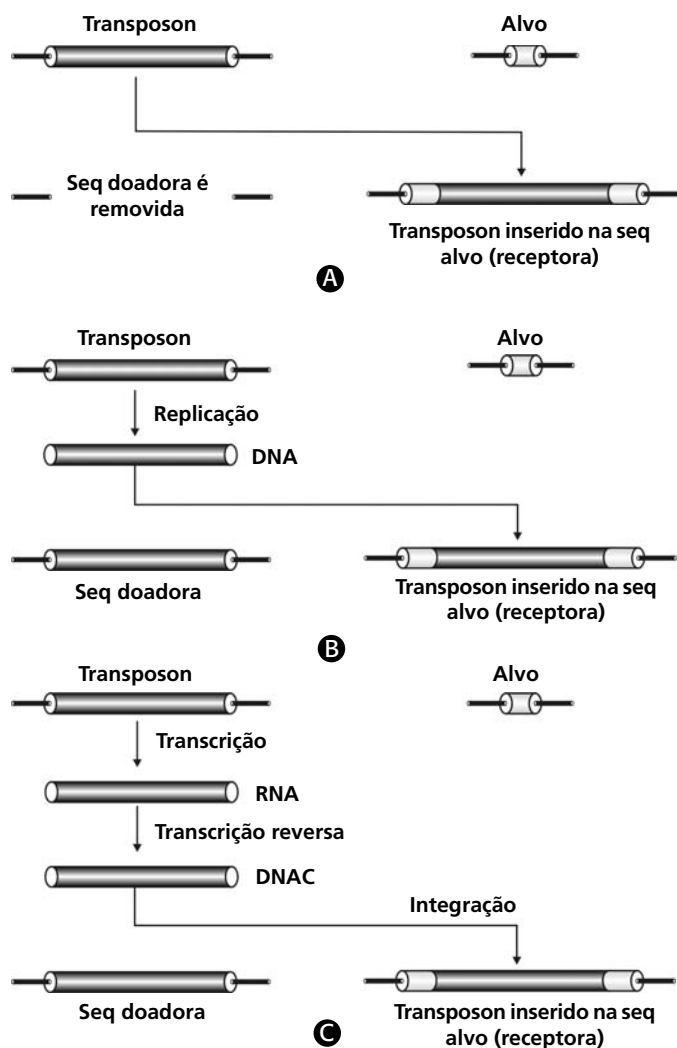 Transposon
Alvo
Seq doadora é
removida
Transposon inserido na seq
alvo (receptora)
A
Transposon
Alvo
Replicação
DNA
Seq doadora
Transposon inserido na seq
alvo (receptora)
B
Transposon
Alvo
Transcrição
RNA
Transcrição reversa
DNAC
Integração
Seq doadora
Transposon inserido na seq
alvo (receptora)
C